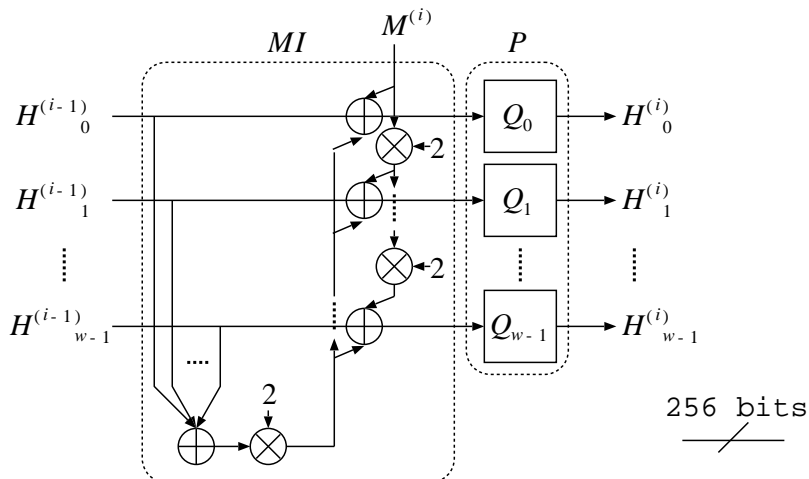 M^(i)
MI P
H^(i-1)_0 Q_0 H^(i)_0
2
H^(i-1)_1 Q_1 H^(i)_1
2
H^(i-1)_w-1 Q_w-1 H^(i)_w-1
2
256 bits